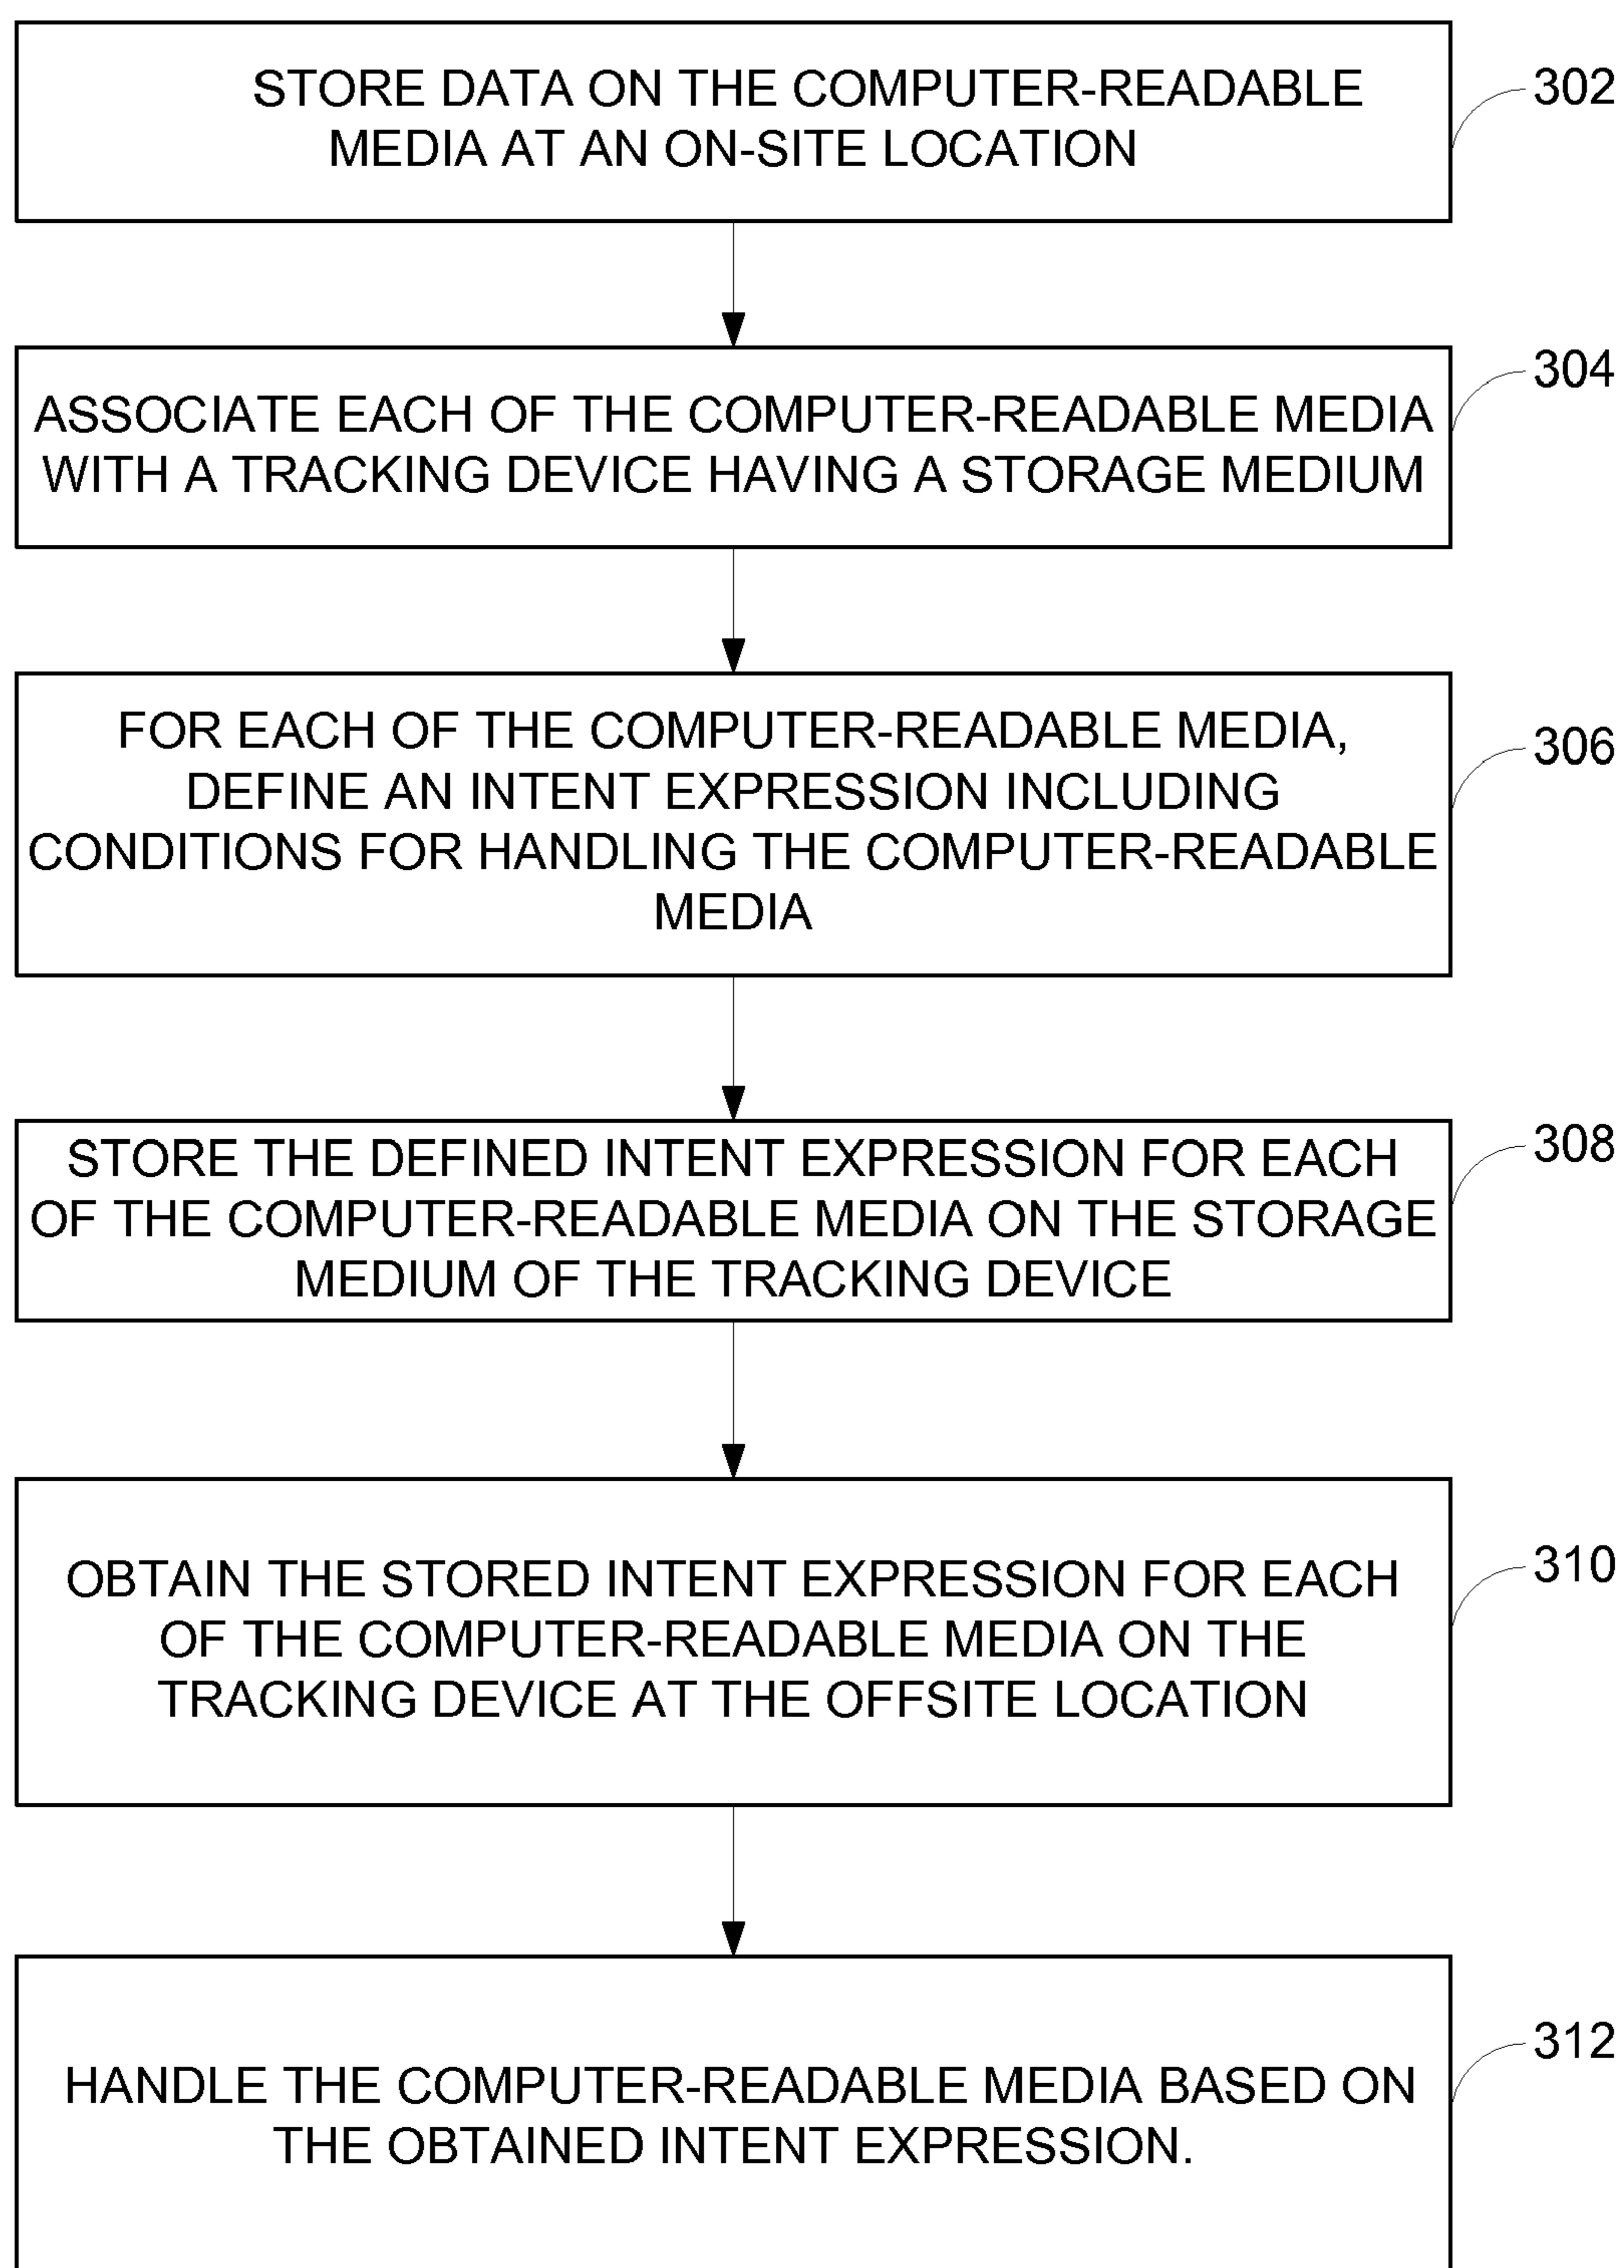 STORE DATA ON THE COMPUTER-READABLE
MEDIA AT AN ON-SITE LOCATION
302
ASSOCIATE EACH OF THE COMPUTER-READABLE MEDIA
WITH A TRACKING DEVICE HAVING A STORAGE MEDIUM
304
FOR EACH OF THE COMPUTER-READABLE MEDIA,
DEFINE AN INTENT EXPRESSION INCLUDING
CONDITIONS FOR HANDLING THE COMPUTER-READABLE
MEDIA
306
STORE THE DEFINED INTENT EXPRESSION FOR EACH
OF THE COMPUTER-READABLE MEDIA ON THE STORAGE
MEDIUM OF THE TRACKING DEVICE
308
OBTAIN THE STORED INTENT EXPRESSION FOR EACH
OF THE COMPUTER-READABLE MEDIA ON THE
TRACKING DEVICE AT THE OFFSITE LOCATION
310
HANDLE THE COMPUTER-READABLE MEDIA BASED ON
THE OBTAINED INTENT EXPRESSION.
312